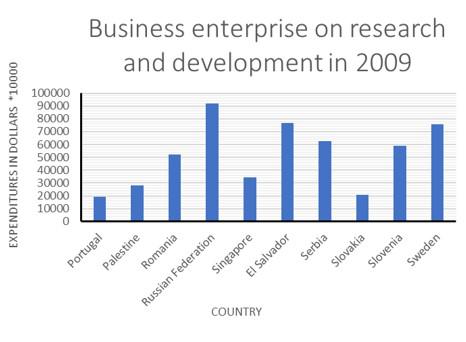 Business enterprise on research
and development in 2009
EXPENDITURES IN DOLLARS *10000
100000
90000
80000
70000
60000
50000
40000
30000
20000
10000
0
Portugal
Palestine
Romania
Russian Federation
Singapore
El Salvador
Serbia
Slovakia
Slovenia
Sweden
COUNTRY